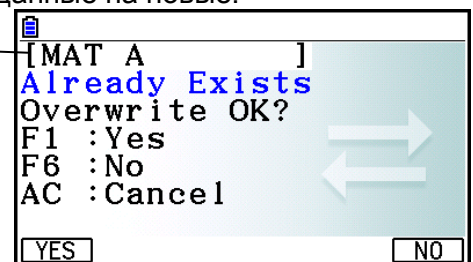 данные на новые.
[MAT A ]
Already Exists
Overwrite OK?
F1 :Yes
F6 :No
AC :Cancel
YES NO